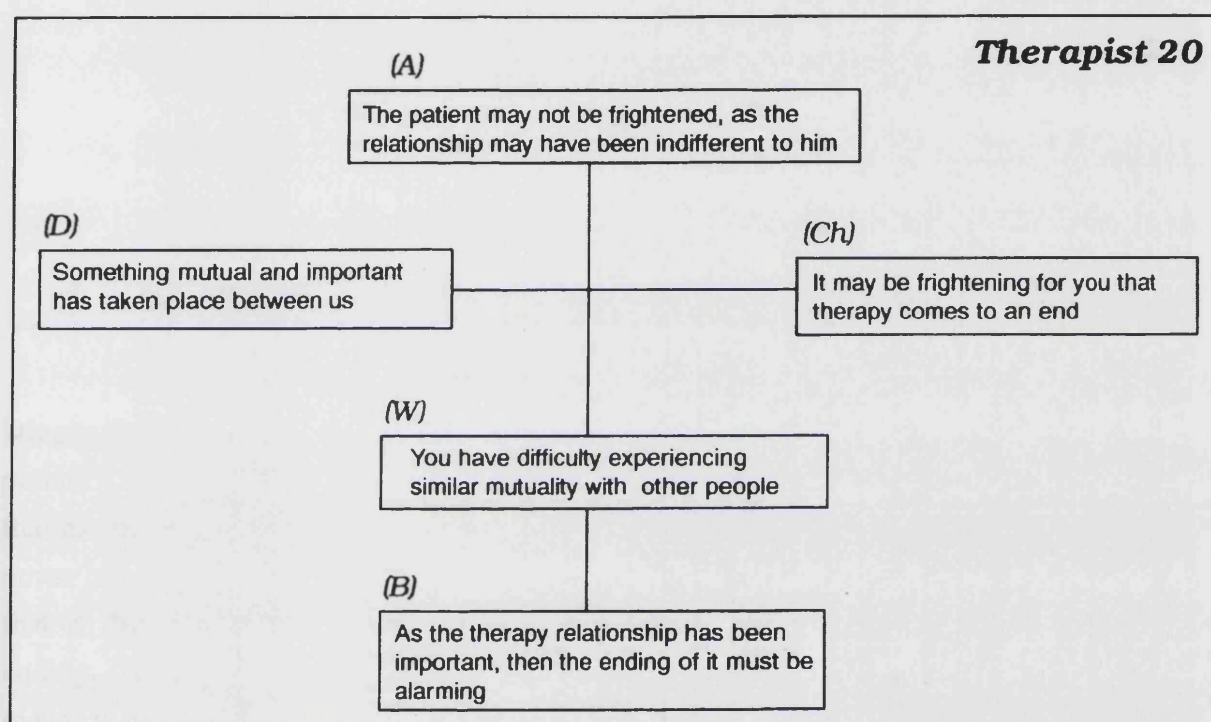 Therapist 20
(A)
The patient may not be frightened, as the
relationship may have been indifferent to him
(D)
Something mutual and important
has taken place between us
(Ch)
It may be frightening for you that
therapy comes to an end
(W)
You have difficulty experiencing
similar mutuality with other people
(B)
As the therapy relationship has been
important, then the ending of it must be
alarming